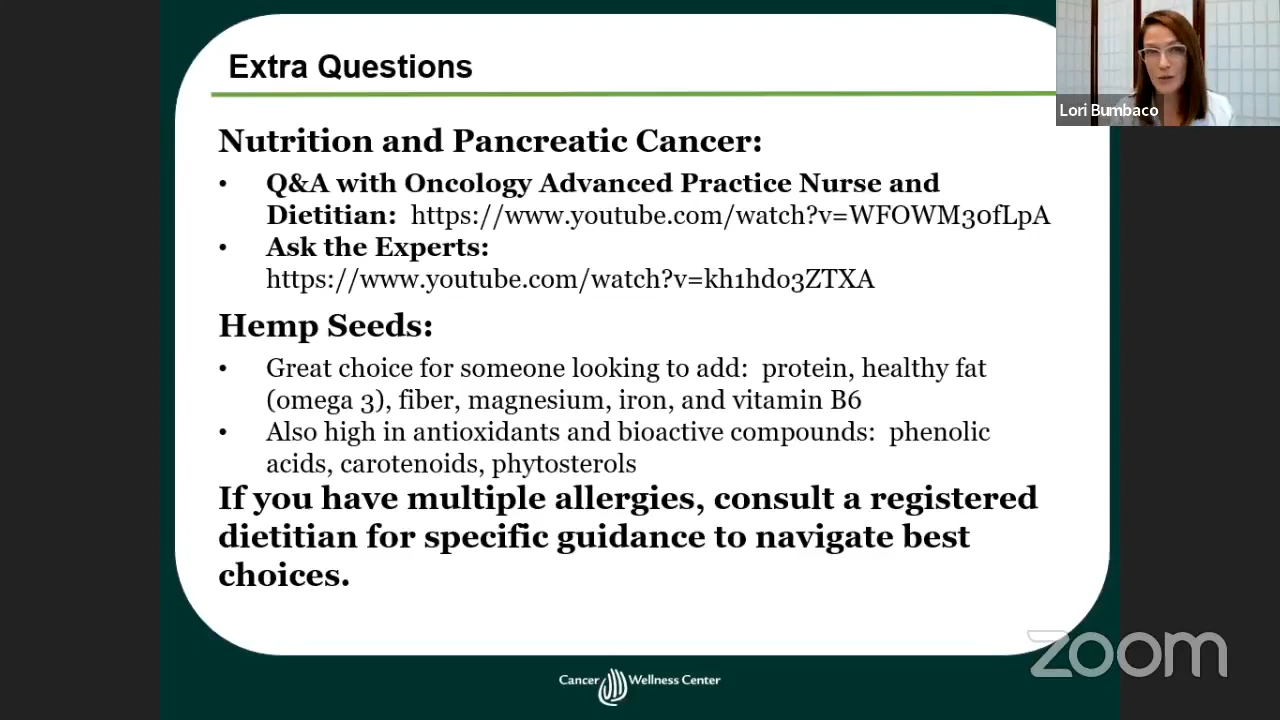 Extra Questions
Lori Bumbaco
Nutrition and Pancreatic Cancer:
• Q&A with Oncology Advanced Practice Nurse and
Dietitian: https://www.youtube.com/watch?v=WFOWM30fLpA
• Ask the Experts:
https://www.youtube.com/watch?v=kh1hdo3ZTXA
Hemp Seeds:
• Great choice for someone looking to add: protein, healthy fat
(omega 3), fiber, magnesium, iron, and vitamin B6
• Also high in antioxidants and bioactive compounds: phenolic
acids, carotenoids, phytosterols
If you have multiple allergies, consult a registered
dietitian for specific guidance to navigate best
choices.
zoom
Cancer Wellness Center